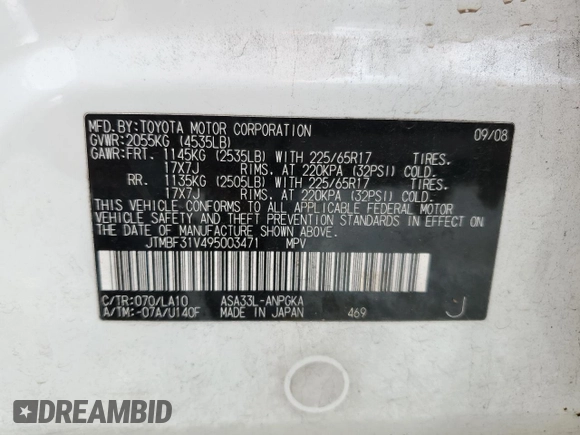 MFD.BY:TOYOTA MOTOR CORPORATION 09/08
GVWR:2055KG (4535LB)
GAWR:FRT. 1145KG (2535LB) WITH 225/65R17 TIRES.
17X7J RIMS. AT 220KPA (32PSI) COLD.
RR. 1135KG (2505LB) WITH 225/65R17 TIRES.
17X7J RIMS. AT 220KPA (32PSI) COLD.
THIS VEHICLE CONFORMS TO ALL APPLICABLE FEDERAL MOTOR
VEHICLE SAFETY AND THEFT PREVENTION STANDARDS IN EFFECT ON
THE DATE OF MANUFACTURE SHOWN ABOVE.
JTMBF31V495003471 MPV
C/TR:070/LA10 ASA33L-ANPGKA
A/TM:-07A/U140F MADE IN JAPAN 469 J
DREAMBID